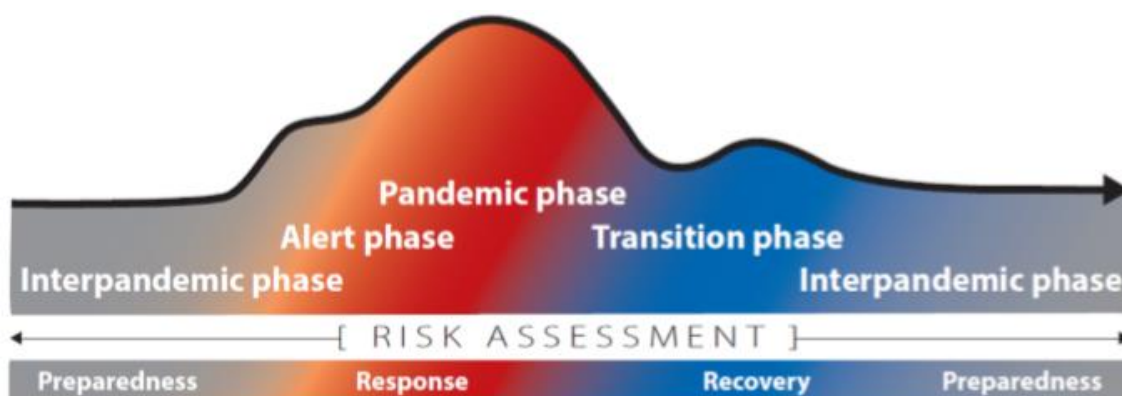 Pandemic phase
Alert phase
Transition phase
Interpandemic phase
Interpandemic phase
[ RISK ASSESSMENT ]
Preparedness
Response
Recovery
Preparedness